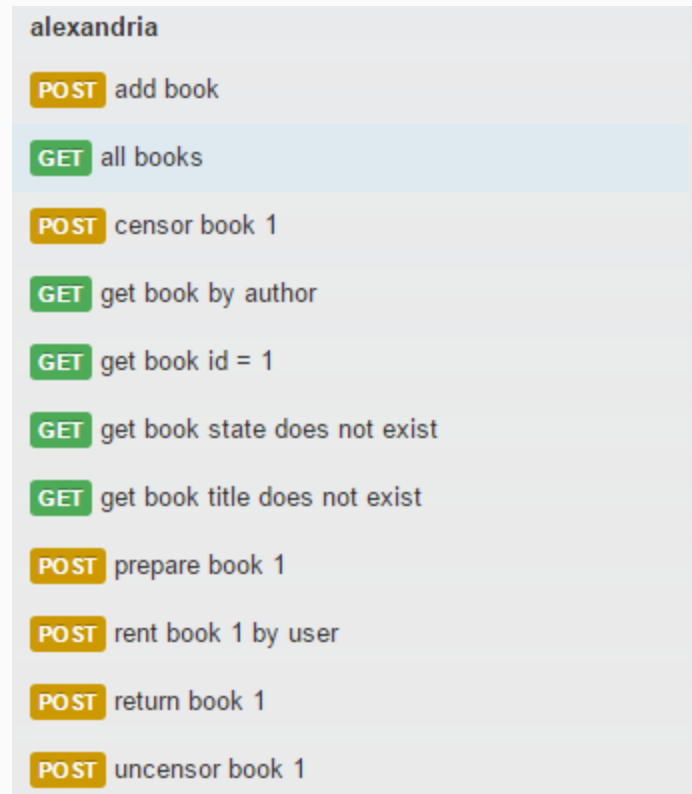 alexandria
POST add book
GET all books
POST censor book 1
GET get book by author
GET get book id = 1
GET get book state does not exist
GET get book title does not exist
POST prepare book 1
POST rent book 1 by user
POST return book 1
POST uncensor book 1